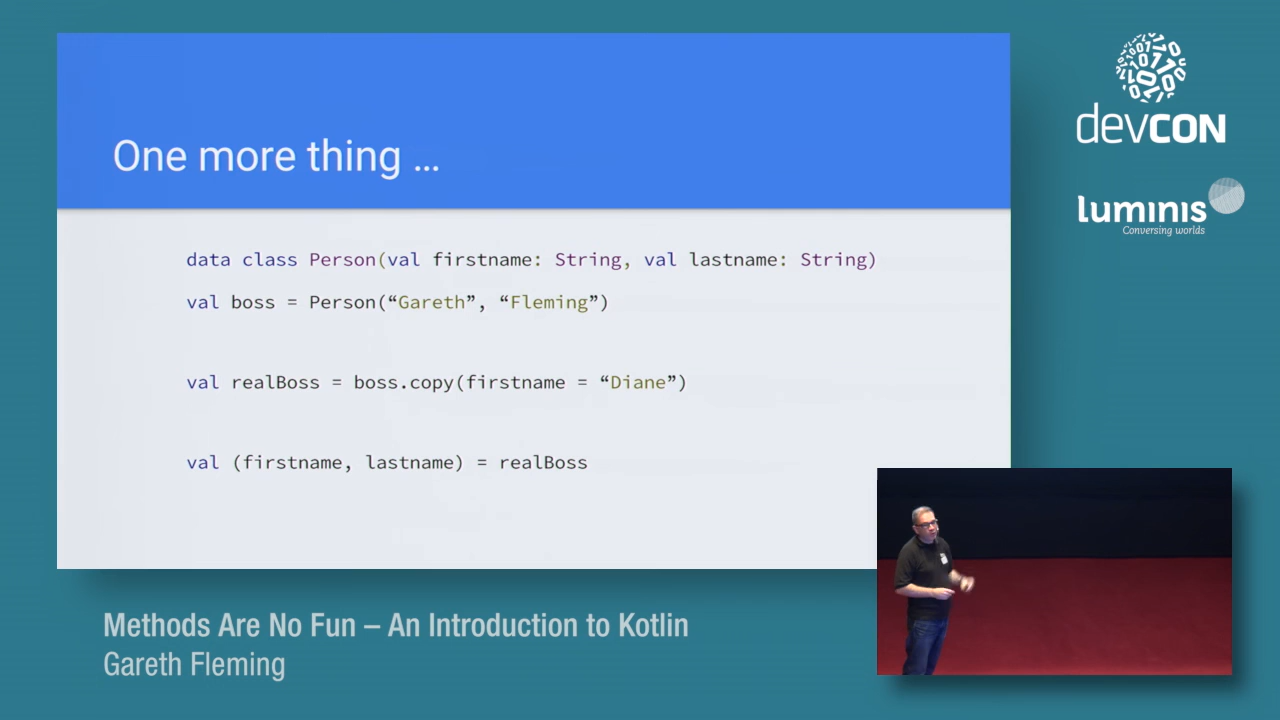 One more thing ...
data class Person(val firstname: String, val lastname: String)
val boss = Person(“Gareth”, “Fleming”)
val realBoss = boss.copy(firstname = “Diane”)
val (firstname, lastname) = realBoss
devCON
luminis
Conversing worlds
Methods Are No Fun – An Introduction to Kotlin
Gareth Fleming